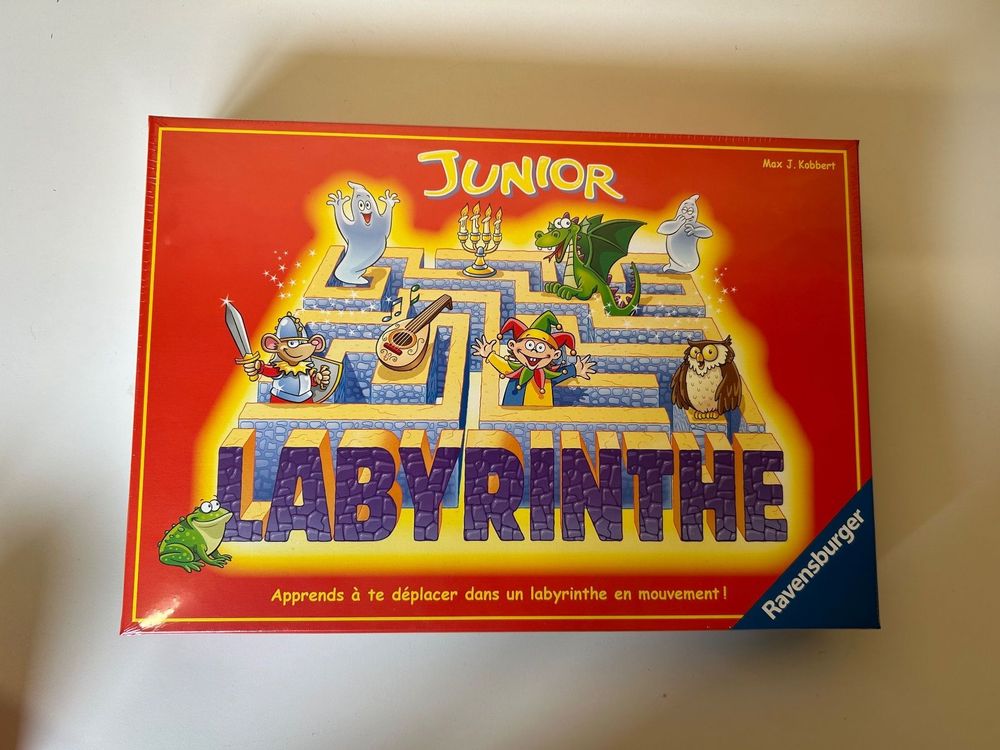 JUNIOR
Max J. Kobbert
LABYRINTHE
Apprends à te déplacer dans un labyrinthe en mouvement !
Ravensburger